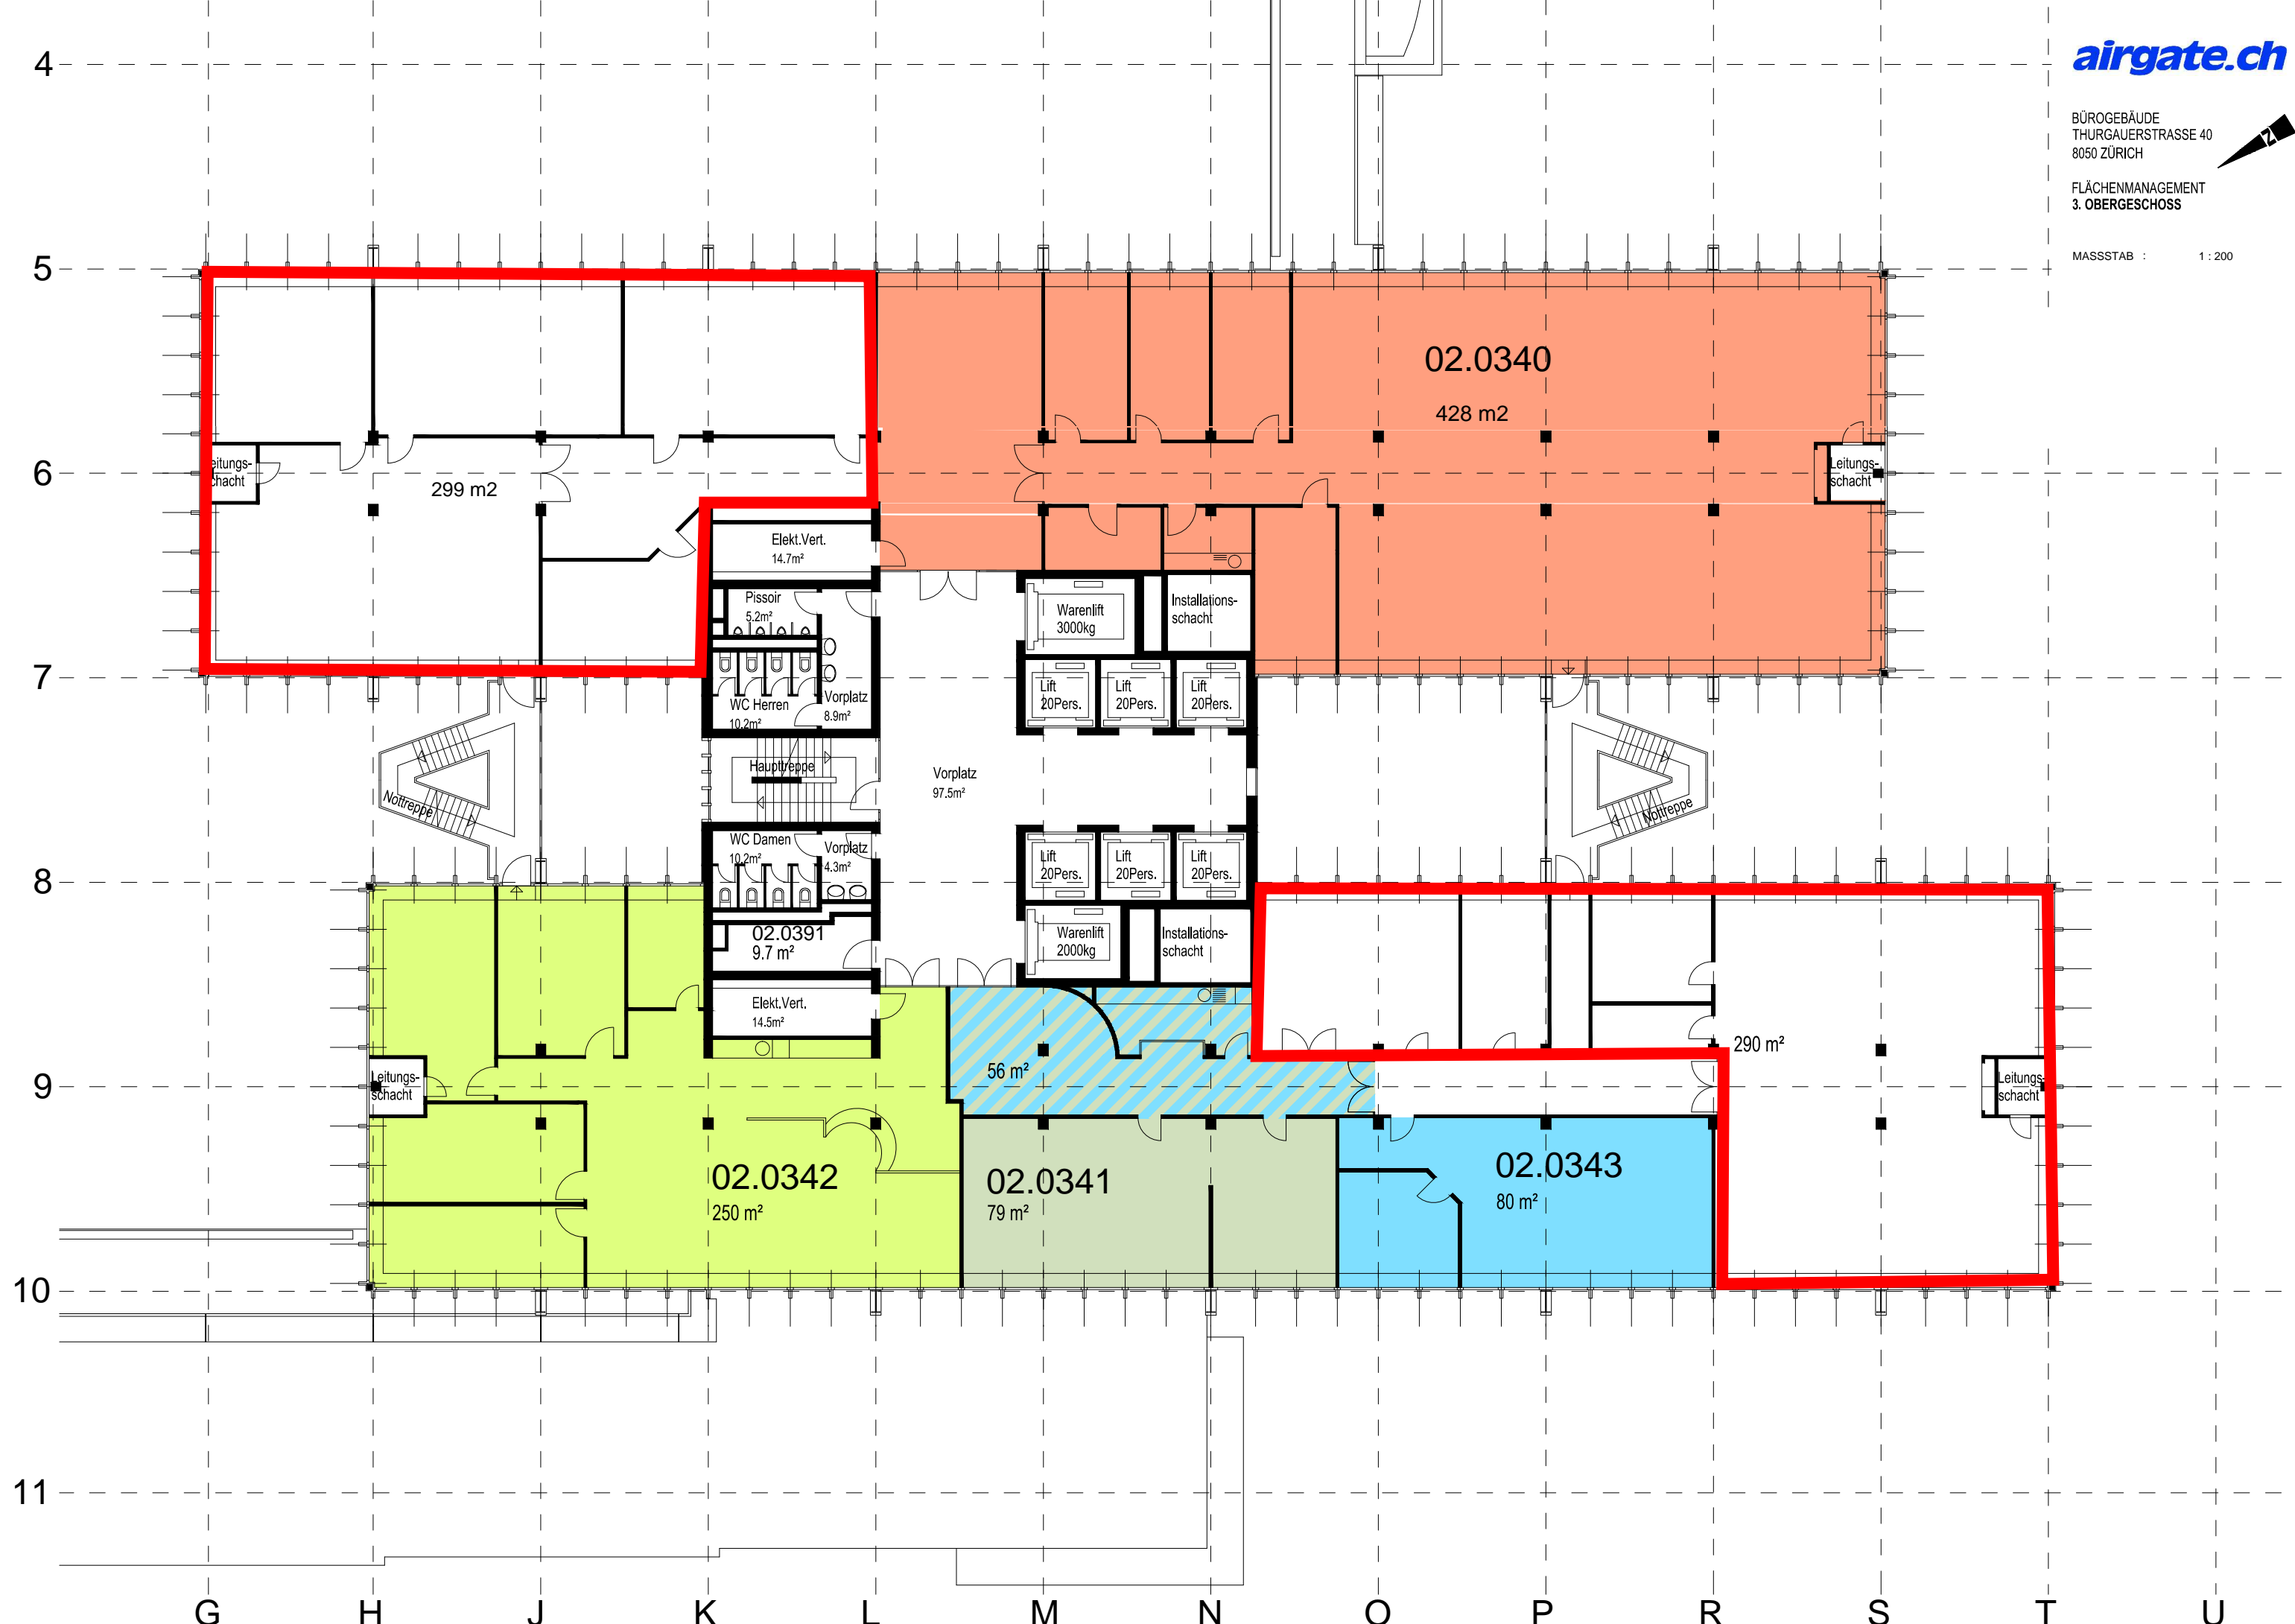 airgate.ch
BÜROGEBÄUDE
THURGAUERSTRASSE 40
8050 ZÜRICH
FLÄCHENMANAGEMENT
3. OBERGESCHOSS
MASSSTAB : 1 : 200
4
5
6
7
8
9
10
11
02.0340
428 m2
299 m2
eitungs-
chacht
Leitungs-
schacht
Elekt.Vert.
14.7m²
Pissoir
5.2m²
Warenlift
3000kg
Installations-
schacht
WC Herren
10.2m²
Vorplatz
8.9m²
Lift
20Pers.
Lift
20Pers.
Lift
20Pers.
Nottreppe
Haupttreppe
Vorplatz
97.5m²
Nottreppe
WC Damen
10.2m²
Vorplatz
4.3m²
Lift
20Pers.
Lift
20Pers.
Lift
20Pers.
02.0391
9.7 m²
Warenlift
2000kg
Installations-
schacht
Elekt.Vert.
14.5m²
56 m²
290 m²
Leitungs-
schacht
Leitungs-
schacht
02.0342
250 m²
02.0341
79 m²
02.0343
80 m²
G H J K L M N O P R S T U
N